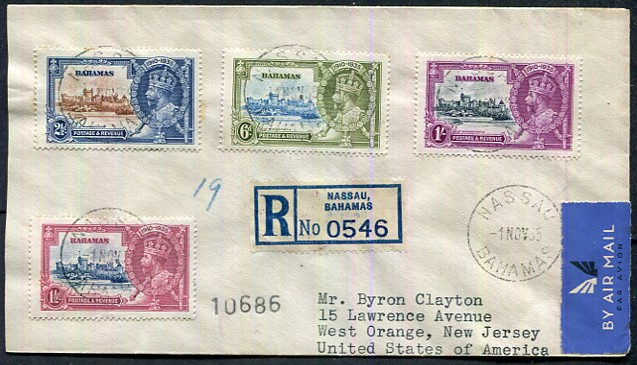 1910-1935
BAHAMAS
2½d
POSTAGE & REVENUE
1910-1935
BAHAMAS
6d
POSTAGE & REVENUE
1910-1935
BAHAMAS
1/-
POSTAGE & REVENUE
19
R
NASSAU,
BAHAMAS
No 0546
NASSAU
-1 NOV 35
BAHAMAS
BY AIR MAIL
PAR AVION
1910-1935
BAHAMAS
1½d
POSTAGE & REVENUE
10686
Mr. Byron Clayton
15 Lawrence Avenue
West Orange, New Jersey
United States of America